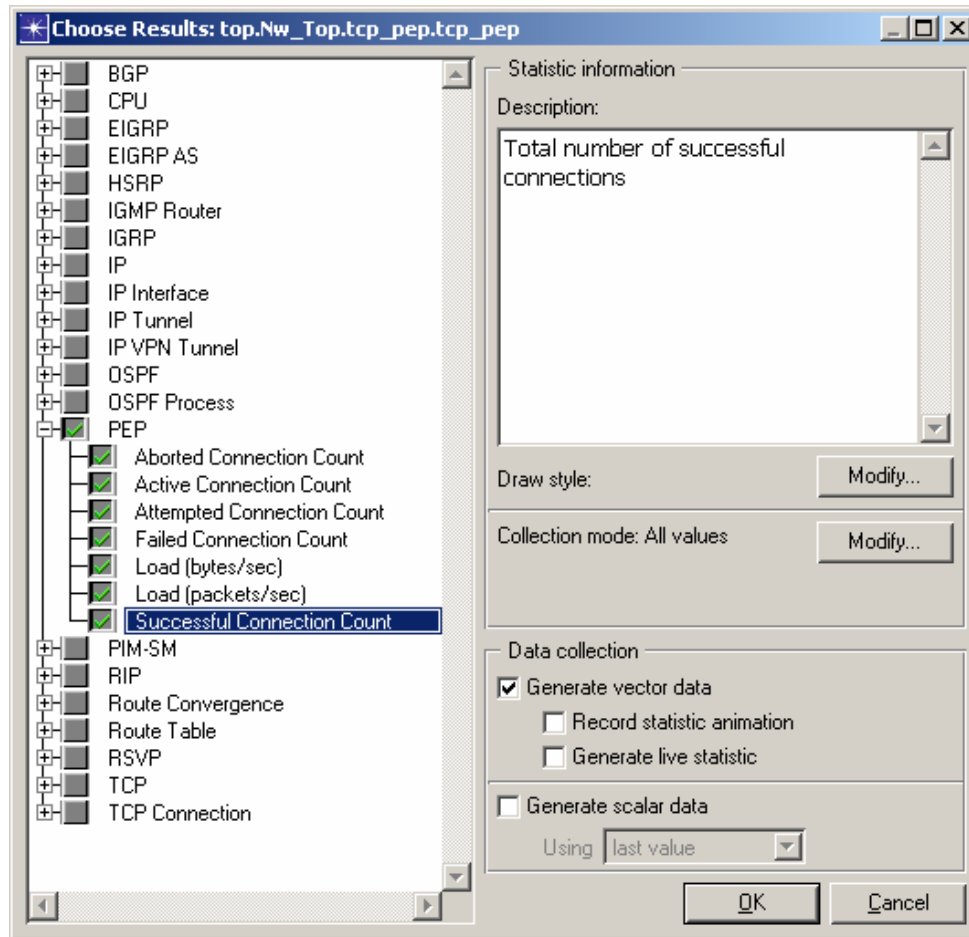 Choose Results: top.Nw_Top.tcp_pep.tcp_pep
BGP
CPU
EIGRP
EIGRP AS
HSRP
IGMP Router
IGRP
IP
IP Interface
IP Tunnel
IP VPN Tunnel
OSPF
OSPF Process
PEP
Aborted Connection Count
Active Connection Count
Attempted Connection Count
Failed Connection Count
Load (bytes/sec)
Load (packets/sec)
Successful Connection Count
PIM-SM
RIP
Route Convergence
Route Table
RSVP
TCP
TCP Connection
Statistic information
Description:
Total number of successful
connections
Draw style:
Modify...
Collection mode: All values
Modify...
Data collection
Generate vector data
Record statistic animation
Generate live statistic
Generate scalar data
Using last value
OK
Cancel